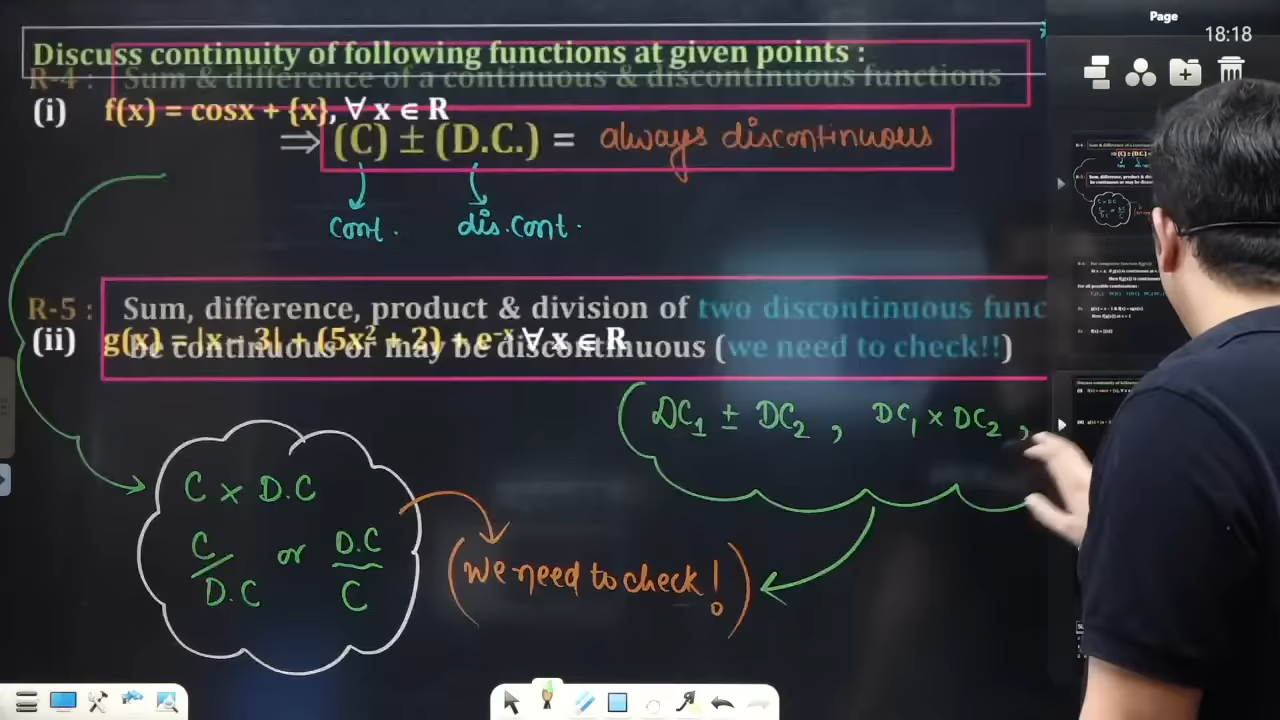 Page
18:18
Discuss continuity of following functions at given points :
R-4 : Sum & difference of a continuous & discontinuous functions
(i) f(x) = cosx + {x}, ∀ x ∈ R
⇒ (C) ± (D.C.) = always discontinuous
cont. dis.cont.
R-5 : Sum, difference, product & division of two discontinuous func
(ii) g(x) = |x – 3| + (5x² + 2) + e⁻ˣ ∀ x ∈ R
be continuous or may be discontinuous (we need to check!!)
DC₁ ± DC₂ , DC₁ × DC₂ ,
C × D.C
C/D.C or D.C/C
(we need to check!)